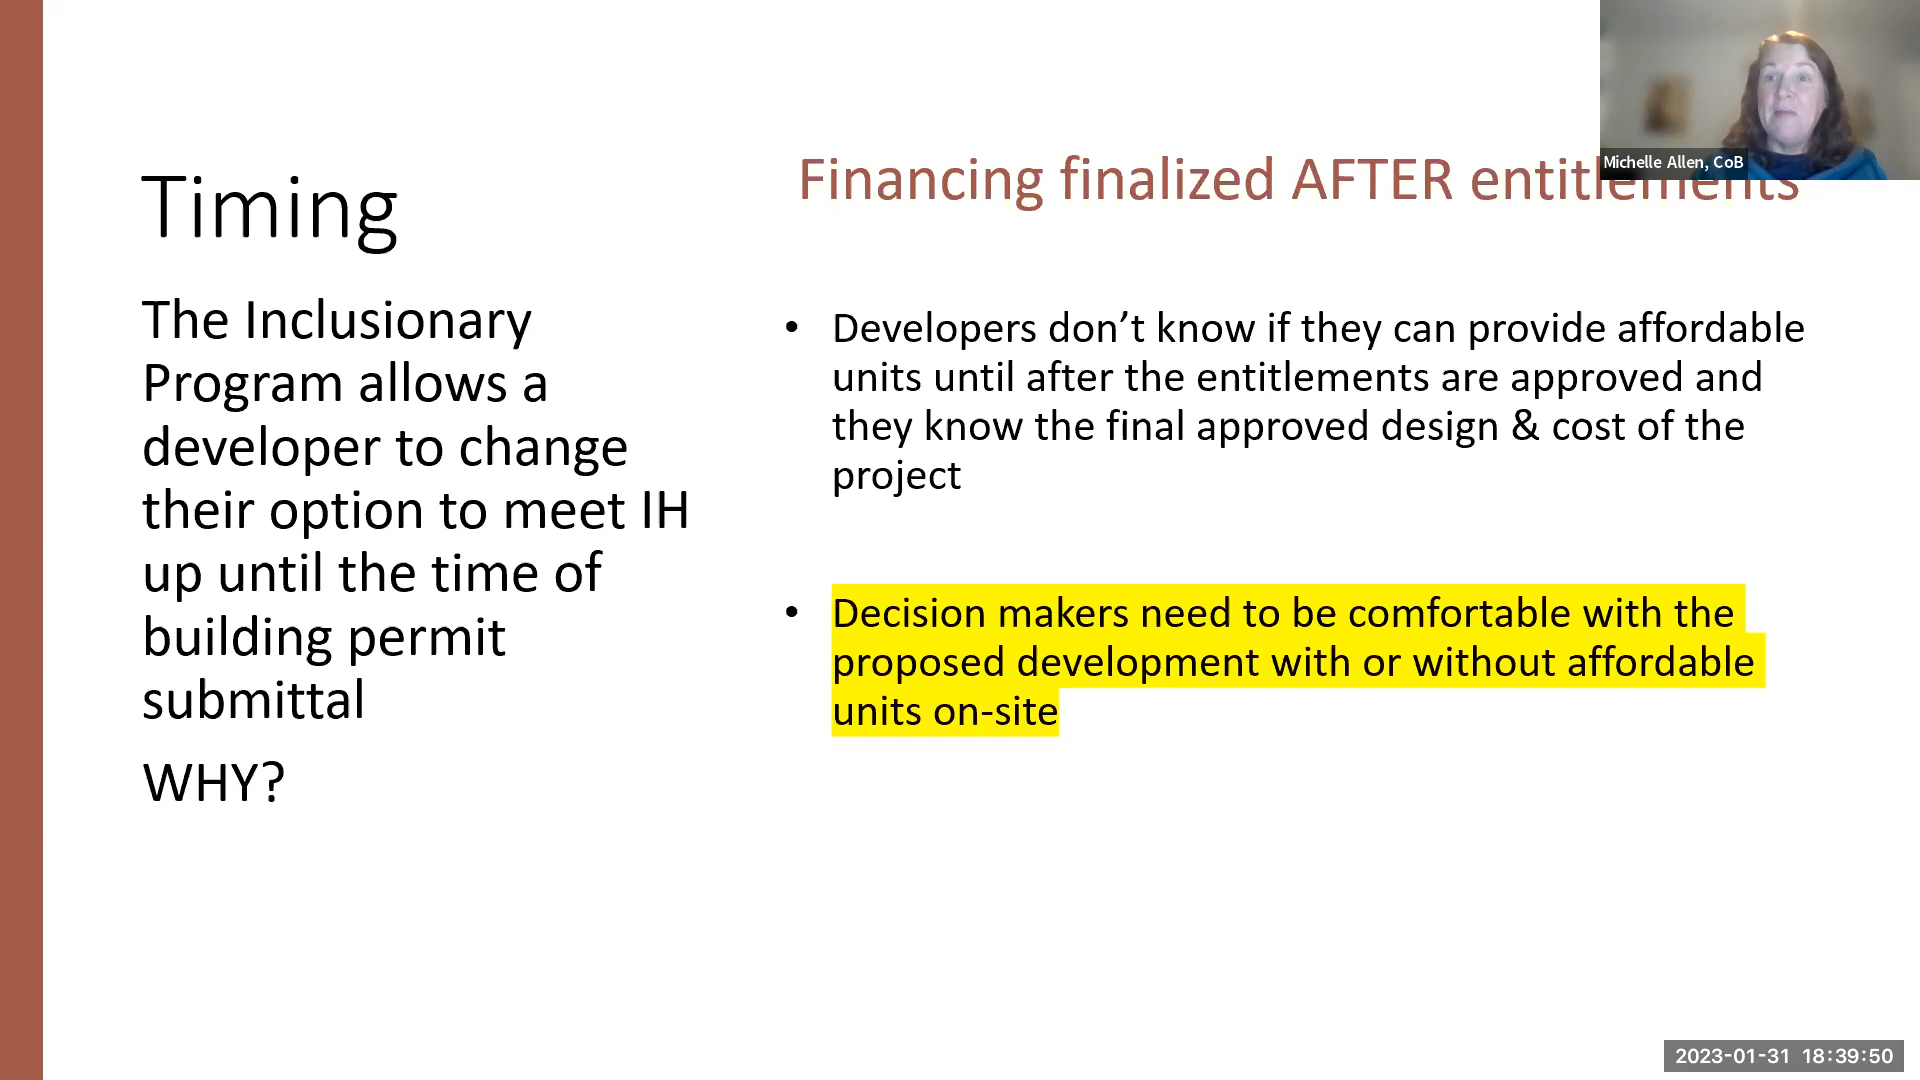 Timing
The Inclusionary
Program allows a
developer to change
their option to meet IH
up until the time of
building permit
submittal
WHY?
Financing finalized AFTER entitlements
• Developers don’t know if they can provide affordable
units until after the entitlements are approved and
they know the final approved design & cost of the
project
• Decision makers need to be comfortable with the
proposed development with or without affordable
units on-site
Michelle Allen, CoB
2023-01-31 18:39:50